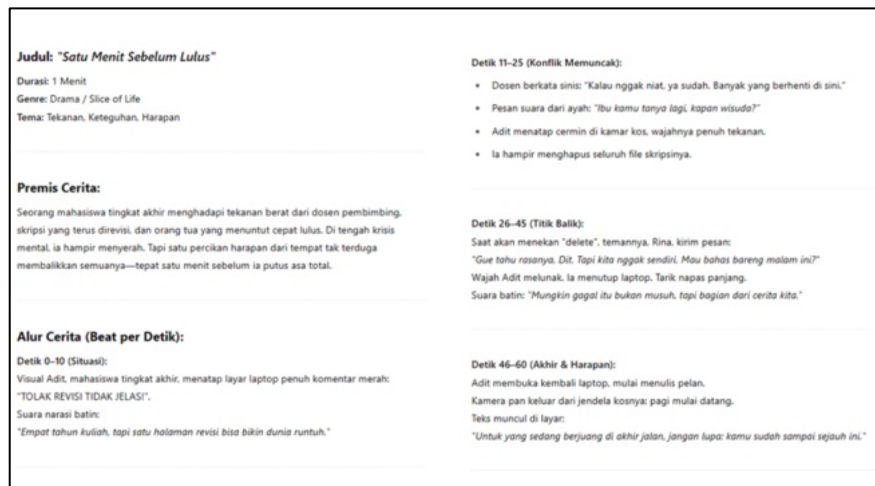 Judul: "Satu Menit Sebelum Lulus"
Durasi: 1 Menit
Genre: Drama / Slice of Life
Tema: Tekanan, Keteguhan, Harapan
Premis Cerita:
Seorang mahasiswa tingkat akhir menghadapi tekanan berat dari dosen pembimbing,
skripsi yang terus direvisi, dan orang tua yang menuntut cepat lulus. Di tengah krisis
mental, ia hampir menyerah. Tapi satu percikan harapan dari tempat tak terduga
membalikkan semuanya—tepat satu menit sebelum ia putus asa total.
Alur Cerita (Beat per Detik):
Detik 0–10 (Situasi):
Visual Adit, mahasiswa tingkat akhir, menatap layar laptop penuh komentar merah:
"TOLAK REVISI TIDAK JELAS!".
Suara narasi batin:
"Empat tahun kuliah, tapi satu halaman revisi bisa bikin dunia runtuh."
Detik 11–25 (Konflik Memuncak):
• Dosen berkata sinis: "Kalau nggak niat, ya sudah. Banyak yang berhenti di sini."
• Pesan suara dari ayah: "Ibu kamu tanya lagi, kapan wisuda?"
• Adit menatap cermin di kamar kos, wajahnya penuh tekanan.
• Ia hampir menghapus seluruh file skripsinya.
Detik 26–45 (Titik Balik):
Saat akan menekan "delete", temannya, Rina, kirim pesan:
"Gue tahu rasanya, Dit. Tapi kita nggak sendiri. Mau bahas bareng malam ini?"
Wajah Adit melunak. Ia menutup laptop. Tarik napas panjang.
Suara batin: "Mungkin gagal itu bukan musuh, tapi bagian dari cerita kita."
Detik 46–60 (Akhir & Harapan):
Adit membuka kembali laptop, mulai menulis pelan.
Kamera pan keluar dari jendela kosnya: pagi mulai datang.
Teks muncul di layar:
"Untuk yang sedang berjuang di akhir jalan, jangan lupa: kamu sudah sampai sejauh ini."